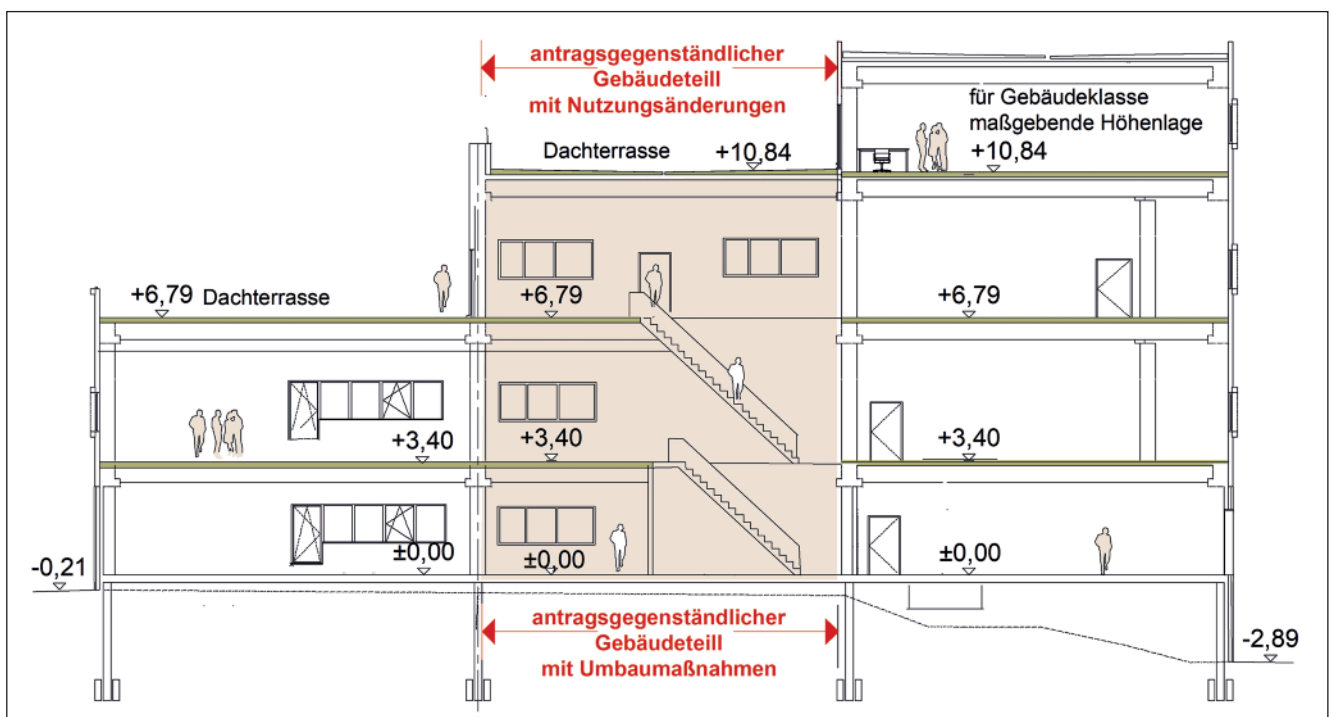 antragsgegenständlicher
Gebäudeteill
mit Nutzungsänderungen
für Gebäudeklasse
maßgebende Höhenlage
+10,84
Dachterrasse +10,84
+6,79 Dachterrasse
+6,79
+6,79
+3,40
+3,40
+3,40
±0,00
±0,00
±0,00
-0,21
antragsgegenständlicher
Gebäudeteill
mit Umbaumaßnahmen
-2,89